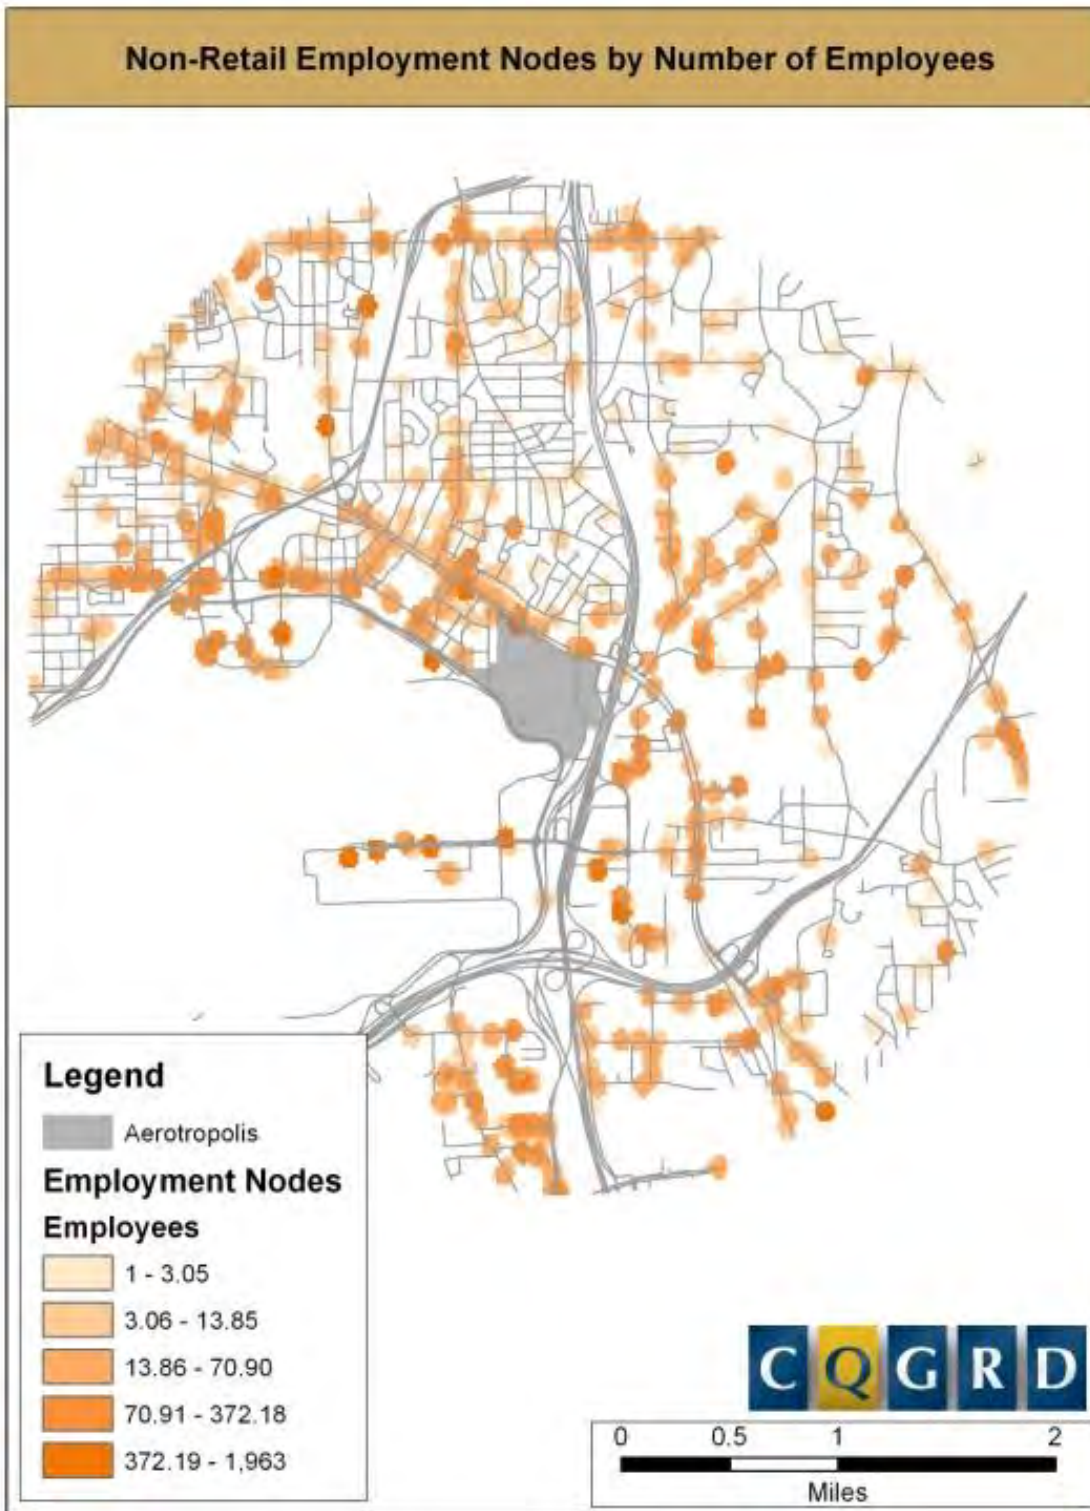 Non-Retail Employment Nodes by Number of Employees
Legend
Aerotropolis
Employment Nodes
Employees
1 - 3.05
3.06 - 13.85
13.86 - 70.90
70.91 - 372.18
372.19 - 1,963
C Q G R D
0 0.5 1 2
Miles